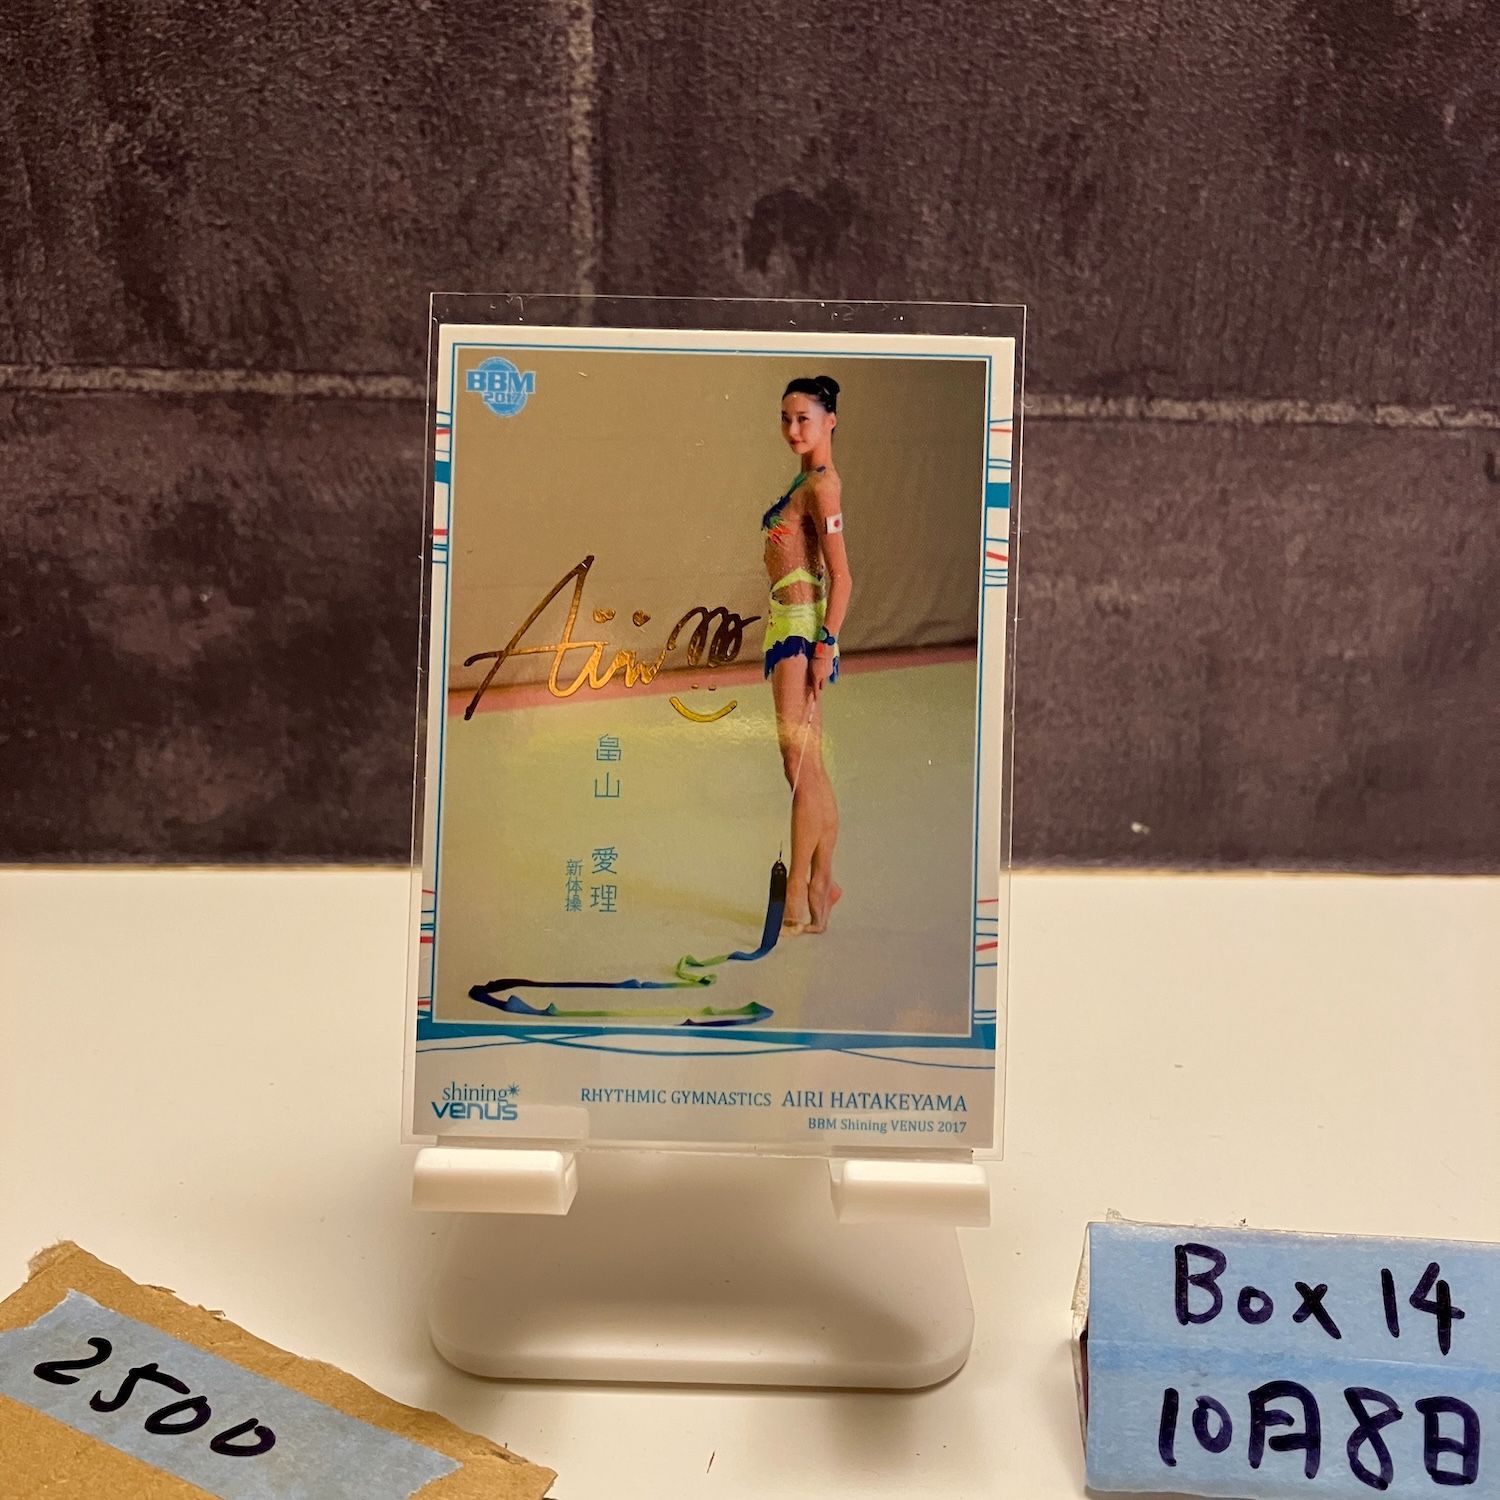 BBM
2017
Airi
畠山 愛理
新体操
shining
venus
RHYTHMIC GYMNASTICS AIRI HATAKEYAMA
BBM Shining VENUS 2017
2500
Box 14
10月8日